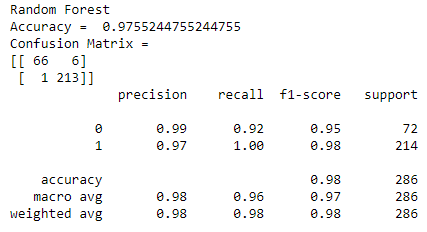 Random Forest
Accuracy =  0.9755244755244755
Confusion Matrix =
[[ 66   6]
 [  1 213]]
              precision    recall  f1-score   support

           0       0.99      0.92      0.95        72
           1       0.97      1.00      0.98       214

    accuracy                           0.98       286
   macro avg       0.98      0.96      0.97       286
weighted avg       0.98      0.98      0.98       286